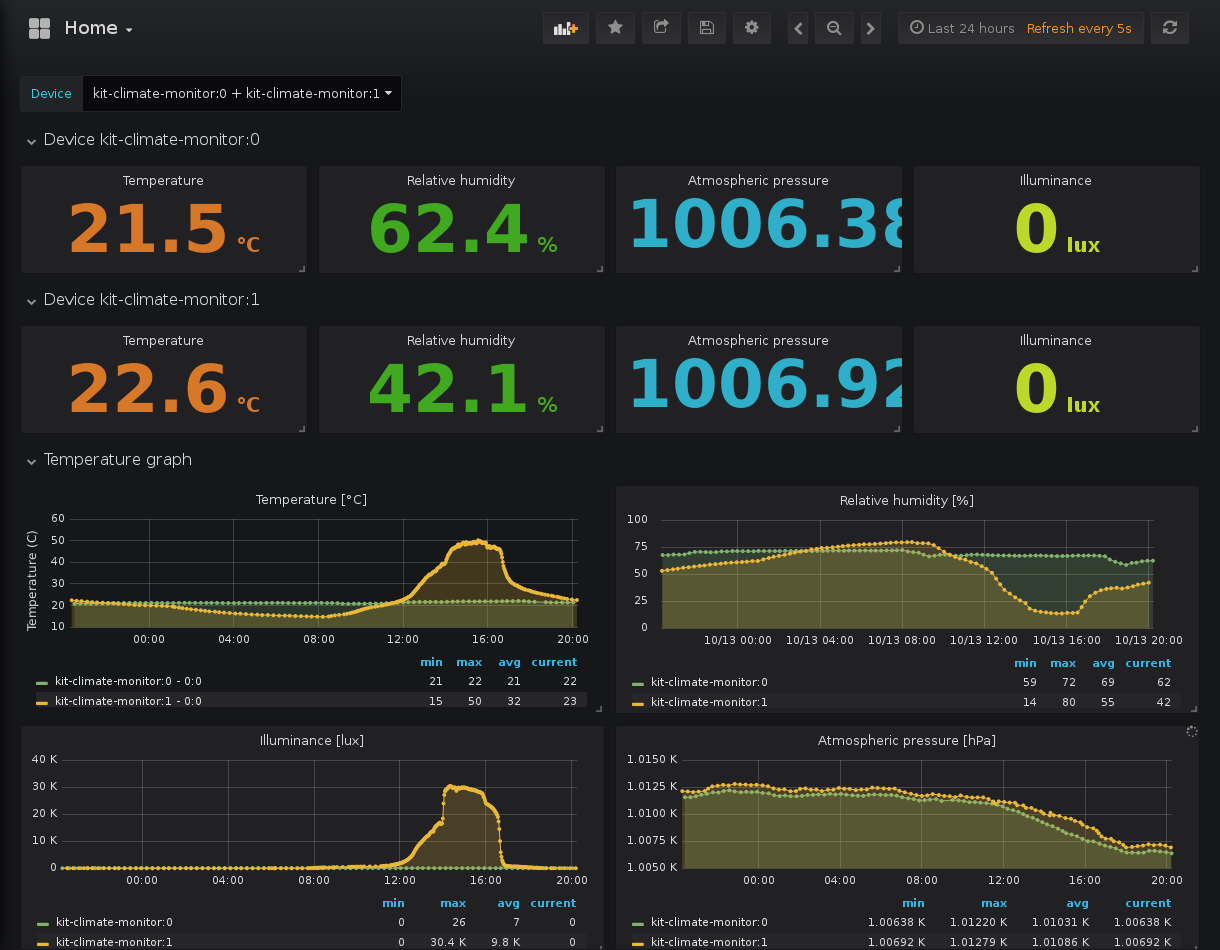 Home
Last 24 hours Refresh every 5s
Device kit-climate-monitor:0 + kit-climate-monitor:1
Device kit-climate-monitor:0
Temperature Relative humidity Atmospheric pressure Illuminance
21.5 °C 62.4 % 1006.38 0 lux
Device kit-climate-monitor:1
Temperature Relative humidity Atmospheric pressure Illuminance
22.6 °C 42.1 % 1006.92 0 lux
Temperature graph
Temperature [°C]
Temperature (C)
60
50
40
30
20
10
00:00 04:00 08:00 12:00 16:00 20:00
min max avg current
kit-climate-monitor:0 - 0:0 21 22 21 22
kit-climate-monitor:1 - 0:0 15 50 32 23
Relative humidity [%]
100
75
50
25
0
10/13 00:00 10/13 04:00 10/13 08:00 10/13 12:00 10/13 16:00 10/13 20:00
min max avg current
kit-climate-monitor:0 59 72 69 62
kit-climate-monitor:1 14 80 55 42
Illuminance [lux]
40 K
30 K
20 K
10 K
0
00:00 04:00 08:00 12:00 16:00 20:00
min max avg current
kit-climate-monitor:0 0 26 7 0
kit-climate-monitor:1 0 30.4 K 9.8 K 0
Atmospheric pressure [hPa]
1.0150 K
1.0125 K
1.0100 K
1.0075 K
1.0050 K
00:00 04:00 08:00 12:00 16:00 20:00
min max avg current
kit-climate-monitor:0 1.00638 K 1.01220 K 1.01031 K 1.00638 K
kit-climate-monitor:1 1.00692 K 1.01279 K 1.01086 K 1.00692 K